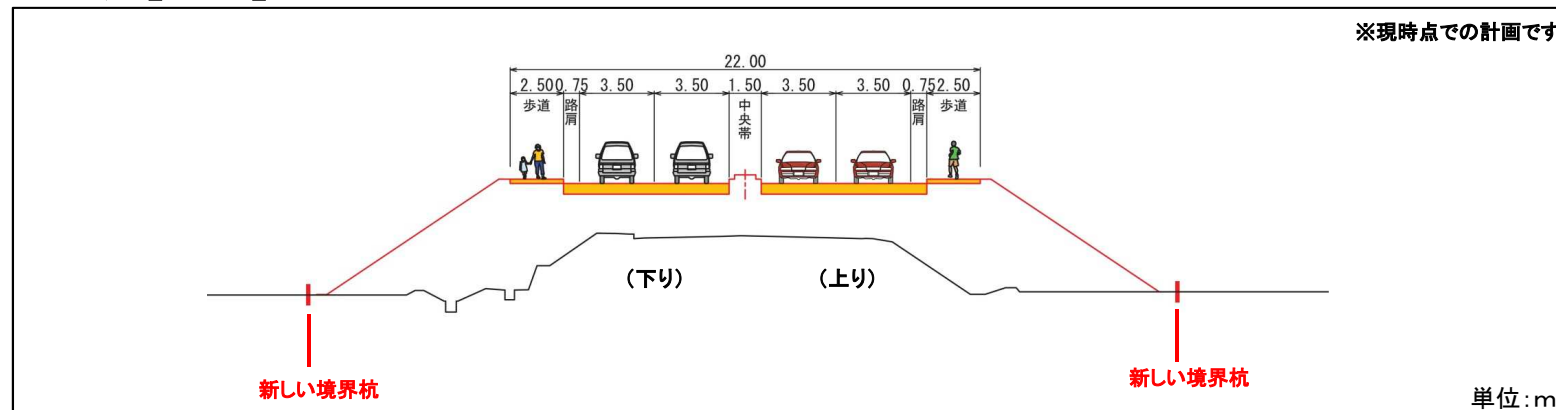 ※現時点での計画です
22.00
2.50 0.75 3.50 3.50 1.50 3.50 3.50 0.75 2.50
歩道 路肩 中央帯 路肩 歩道
(下り) (上り)
新しい境界杭 新しい境界杭
単位:m